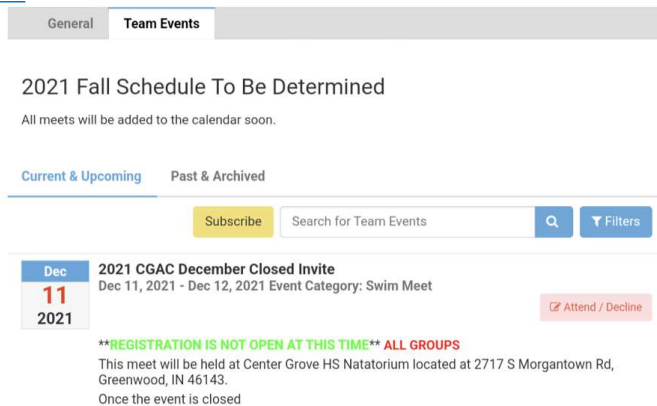 General Team Events
2021 Fall Schedule To Be Determined
All meets will be added to the calendar soon.
Current & Upcoming Past & Archived
Subscribe Search for Team Events Filters
Dec
11
2021
2021 CGAC December Closed Invite
Dec 11, 2021 - Dec 12, 2021 Event Category: Swim Meet
Attend / Decline
**REGISTRATION IS NOT OPEN AT THIS TIME** ALL GROUPS
This meet will be held at Center Grove HS Natatorium located at 2717 S Morgantown Rd,
Greenwood, IN 46143.
Once the event is closed